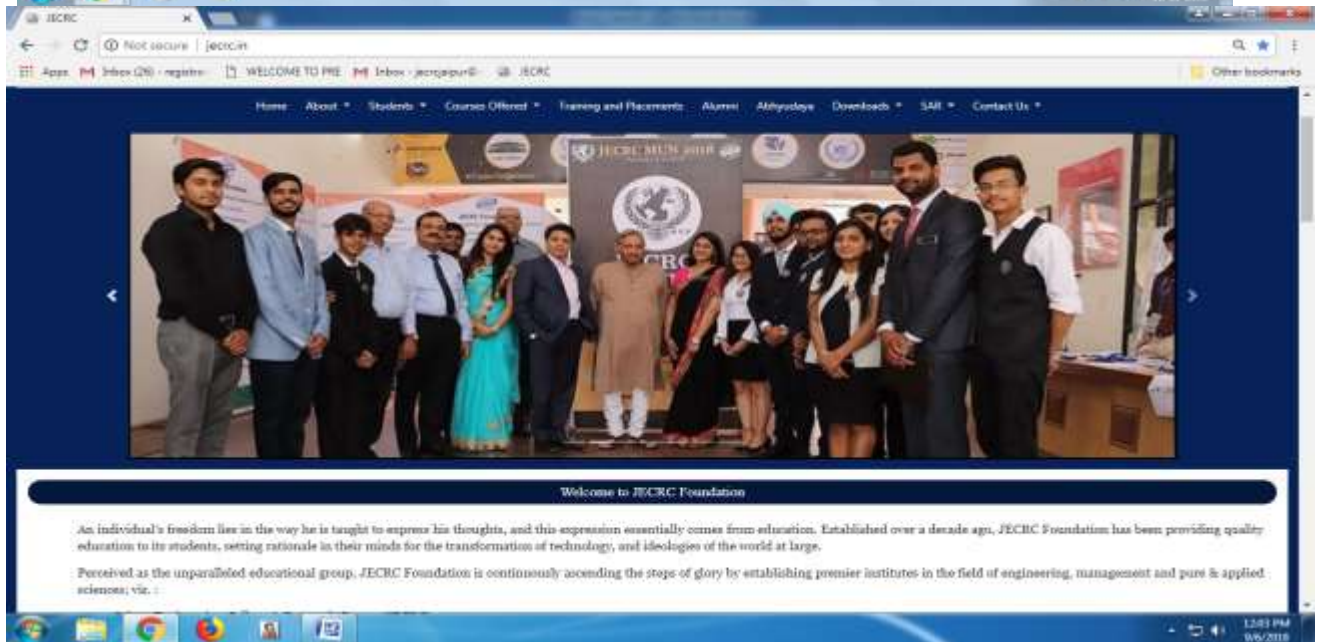 JECRC
Not secure | jecrc.in
Apps Inbox (26) - registra WELCOME TO PRE Inbox - jecrcjaipur@ JECRC Other bookmarks
Home About Students Courses Offered Training and Placements Alumni Abhyudaya Downloads SAR Contact Us
JECRC MUN 2018
Welcome to JECRC Foundation
An individual's freedom lies in the way he is taught to express his thoughts, and this expression essentially comes from education. Established over a decade ago, JECRC Foundation has been providing quality
education to its students, setting rationale in their minds for the transformation of technology, and ideologies of the world at large.
Perceived as the unparalleled educational group, JECRC Foundation is continuously ascending the steps of glory by establishing premier institutes in the field of engineering, management and pure & applied
sciences; viz. :
12:03 PM
9/6/2018